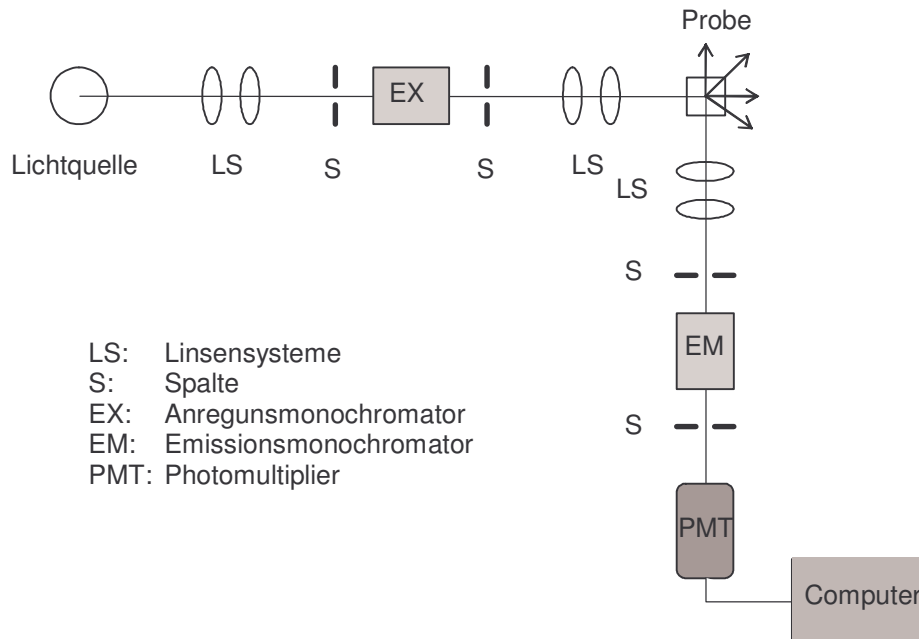 Probe
EX
Lichtquelle
LS
S
S
LS
LS
S
EM
S
PMT
Computer
LS: Linsensysteme
S: Spalte
EX: Anregunsmonochromator
EM: Emissionsmonochromator
PMT: Photomultiplier